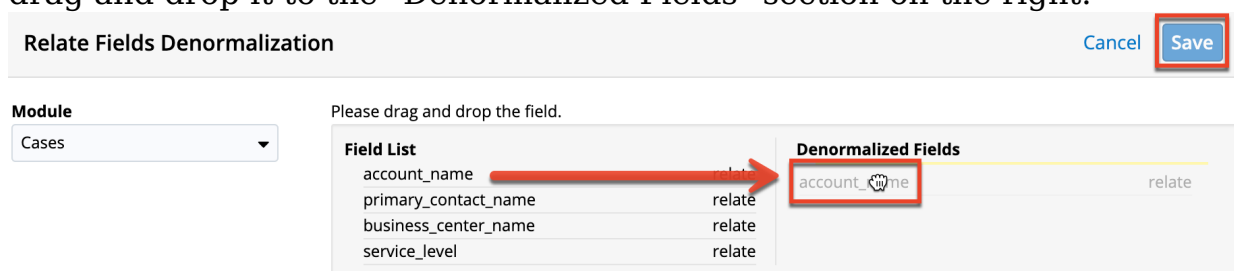 drag and drop it to the "Denormalized Fields" section on the right.
Relate Fields Denormalization
Cancel Save
Module
Cases
Please drag and drop the field.
Field List
account_name relate
primary_contact_name relate
business_center_name relate
service_level relate
Denormalized Fields
account_name relate